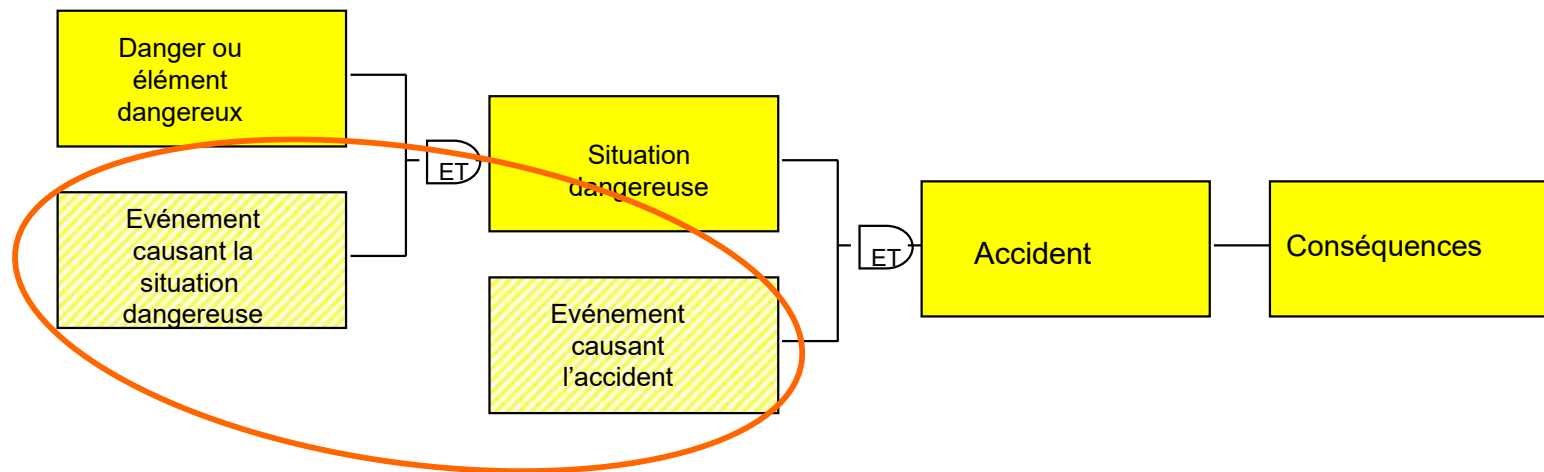 Danger ou
élément
dangereux
ET
Situation
dangereuse
Evénement
causant la
situation
dangereuse
ET
Accident
Conséquences
Evénement
causant
l’accident